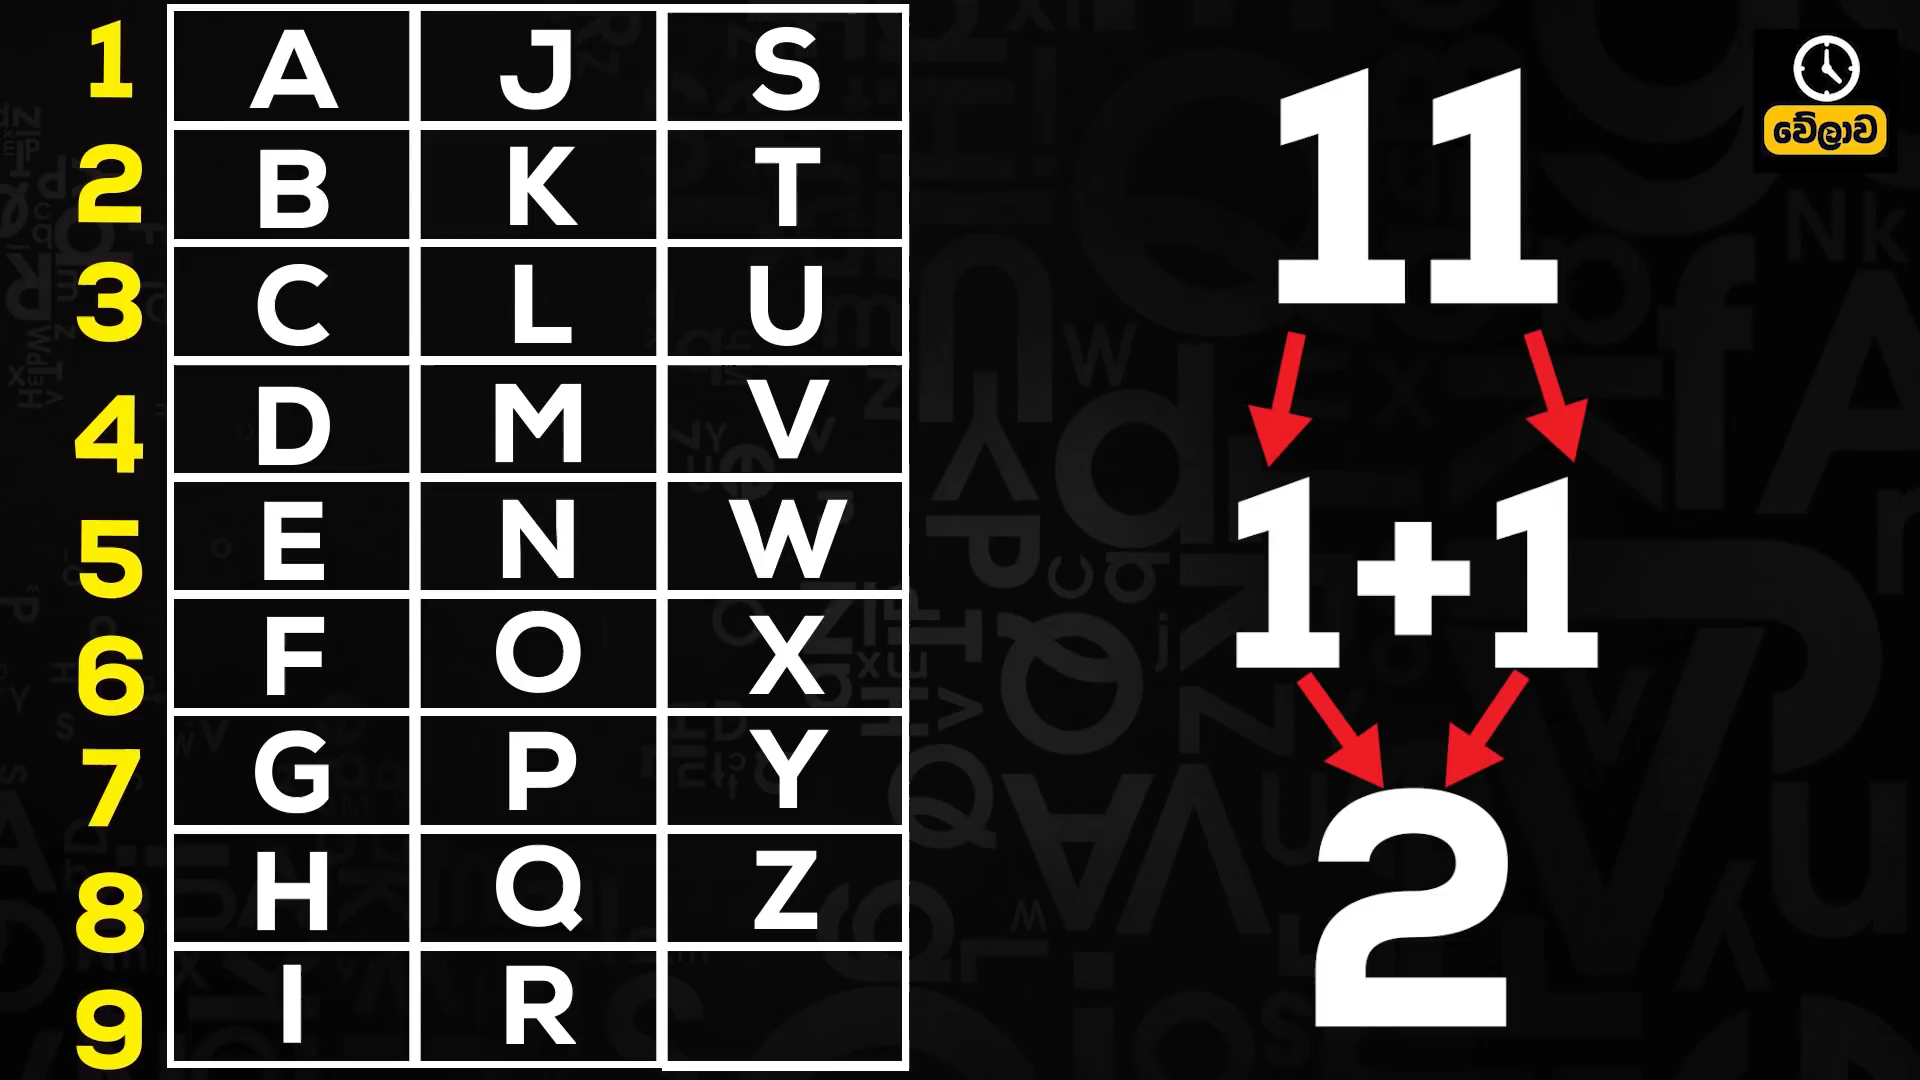 1 A J S
2 B K T
3 C L U
4 D M V
5 E N W
6 F O X
7 G P Y
8 H Q Z
9 I R
11
1+1
2
වේලාව